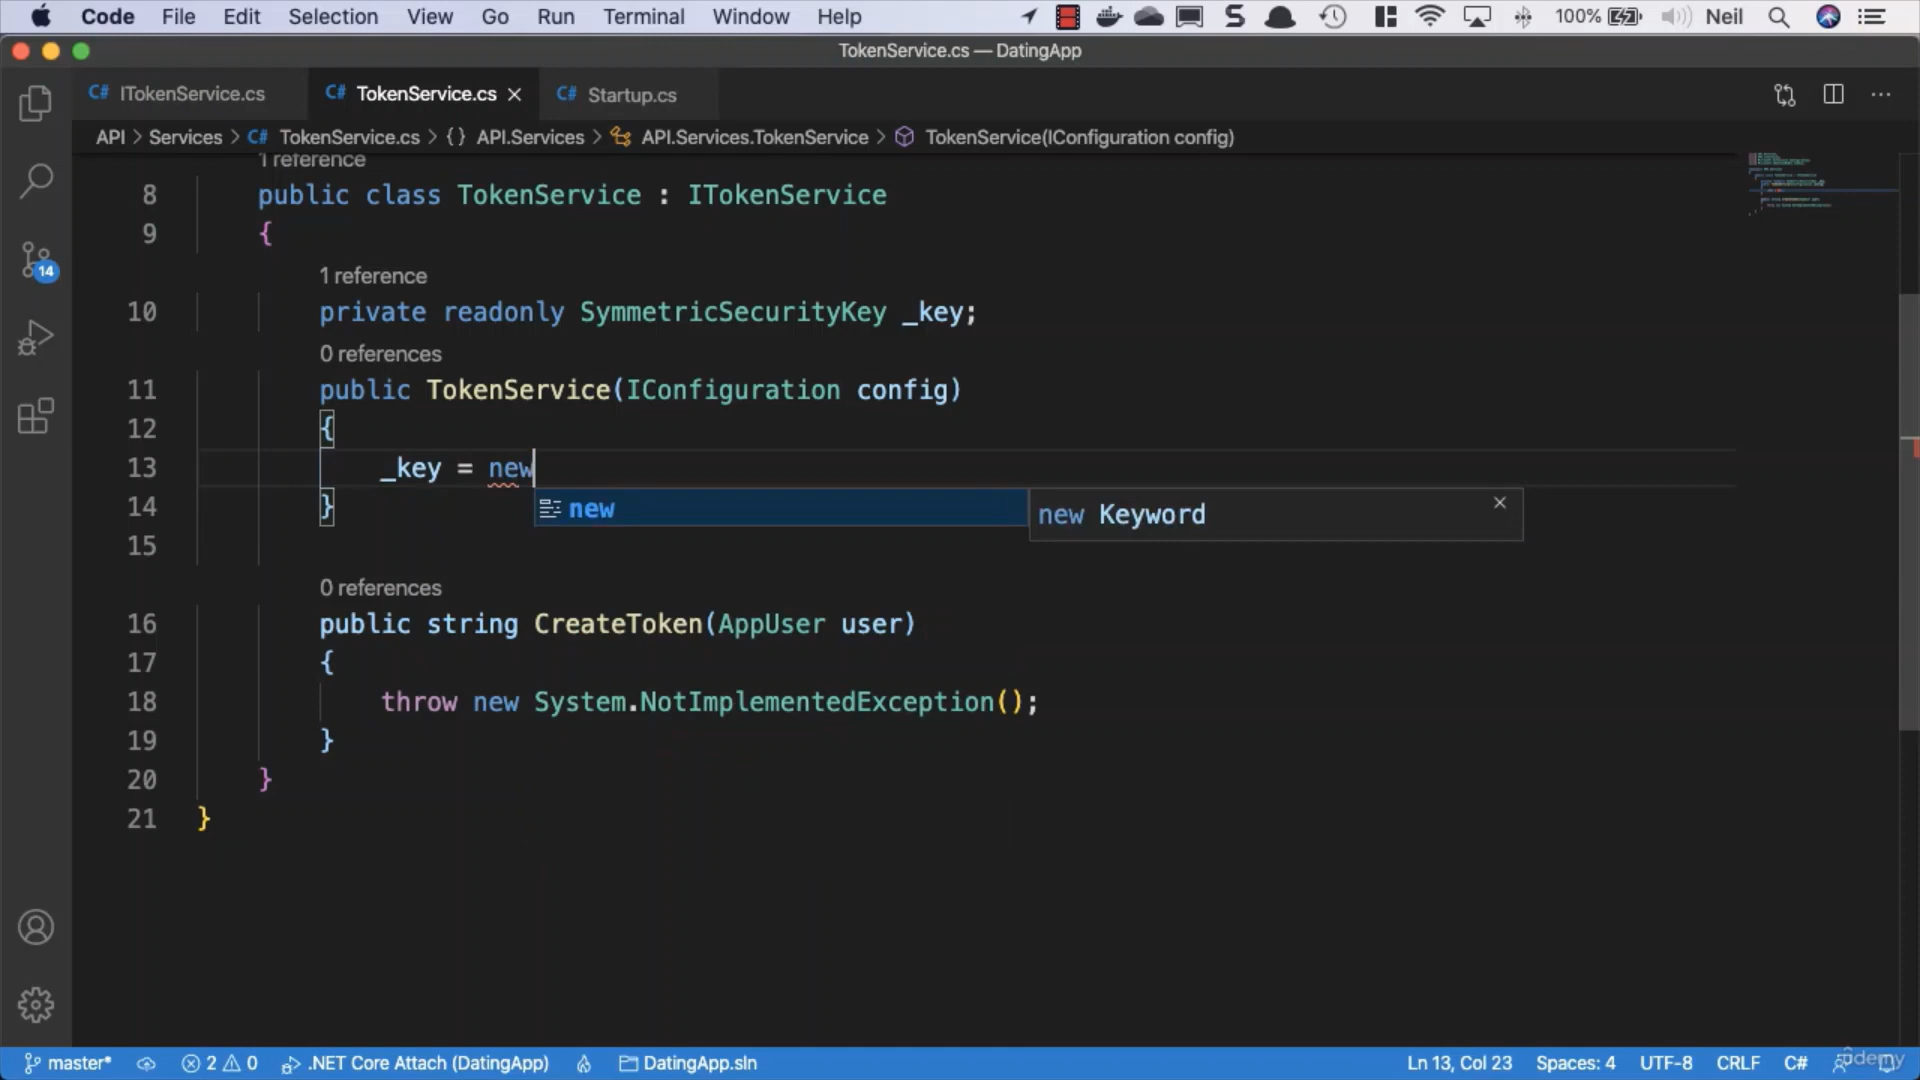 Code File Edit Selection View Go Run Terminal Window Help 100% Neil
TokenService.cs — DatingApp
C# ITokenService.cs C# TokenService.cs C# Startup.cs
API > Services > C# TokenService.cs > {} API.Services > API.Services.TokenService > TokenService(IConfiguration config)
1 reference
8 public class TokenService : ITokenService
9 {
1 reference
10 private readonly SymmetricSecurityKey _key;
0 references
11 public TokenService(IConfiguration config)
12 {
13 _key = new
14 }
new
new Keyword
15
0 references
16 public string CreateToken(AppUser user)
17 {
18 throw new System.NotImplementedException();
19 }
20 }
21 }
14
master* 2 0 .NET Core Attach (DatingApp) DatingApp.sln Ln 13, Col 23 Spaces: 4 UTF-8 CRLF C#
udemy